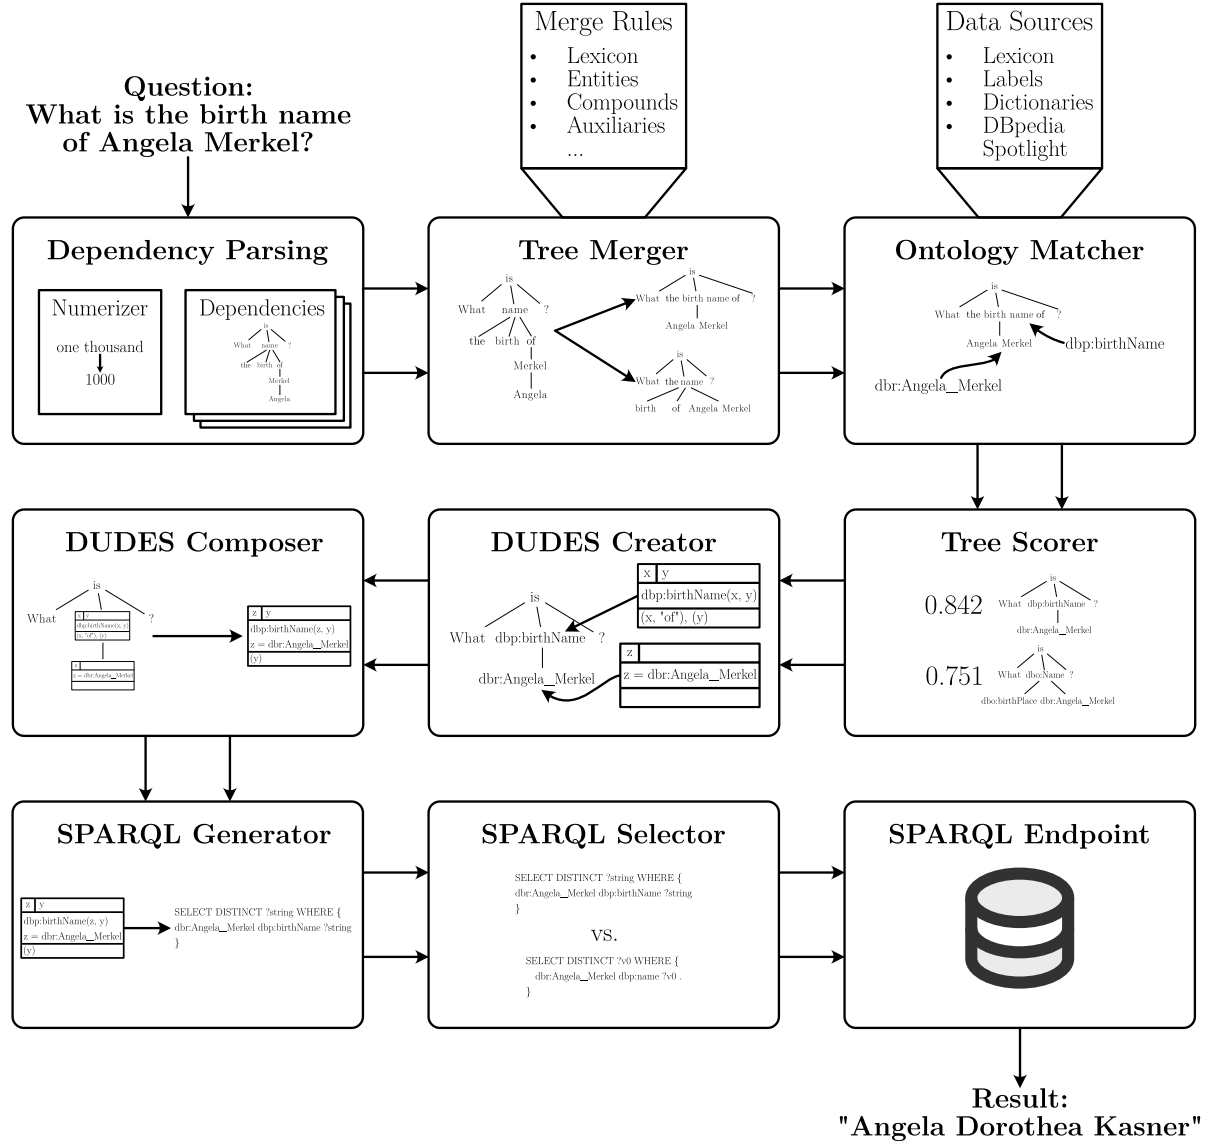 Question:
What is the birth name
of Angela Merkel?
Merge Rules
• Lexicon
• Entities
• Compounds
• Auxiliaries
...
Data Sources
• Lexicon
• Labels
• Dictionaries
• DBpedia
Spotlight
Dependency Parsing
Numerizer
one thousand
1000
Dependencies
is
What name ?
the birth of
Merkel
Angela
Tree Merger
is
What name ?
the birth of
Merkel
Angela
is
What the birth name of ?
Angela Merkel
is
What the name ?
birth of Angela Merkel
Ontology Matcher
is
What the birth name of ?
Angela Merkel
dbp:birthName
dbr:Angela_Merkel
DUDES Composer
is
What ?
x y
dbp:birthName(x, y)
(x, "of"), (y)
z
z = dbr:Angela_Merkel
z y
dbp:birthName(z, y)
z = dbr:Angela_Merkel
(y)
DUDES Creator
is
What dbp:birthName ?
dbr:Angela_Merkel
x y
dbp:birthName(x, y)
(x, "of"), (y)
z
z = dbr:Angela_Merkel
Tree Scorer
0.842
is
What dbp:birthName ?
dbr:Angela_Merkel
0.751
is
What dbo:Name ?
dbo:birthPlace dbr:Angela_Merkel
SPARQL Generator
z y
dbp:birthName(z, y)
z = dbr:Angela_Merkel
(y)
SELECT DISTINCT ?string WHERE {
dbr:Angela_Merkel dbp:birthName ?string
}
SPARQL Selector
SELECT DISTINCT ?string WHERE {
dbr:Angela_Merkel dbp:birthName ?string
}
vs.
SELECT DISTINCT ?v0 WHERE {
dbr:Angela_Merkel dbp:name ?v0 .
}
SPARQL Endpoint
Result:
"Angela Dorothea Kasner"